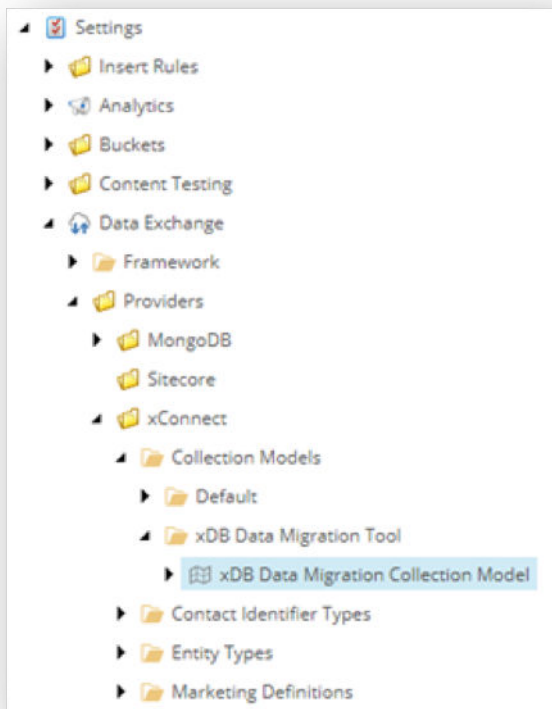 Settings
Insert Rules
Analytics
Buckets
Content Testing
Data Exchange
Framework
Providers
MongoDB
Sitecore
xConnect
Collection Models
Default
xDB Data Migration Tool
xDB Data Migration Collection Model
Contact Identifier Types
Entity Types
Marketing Definitions